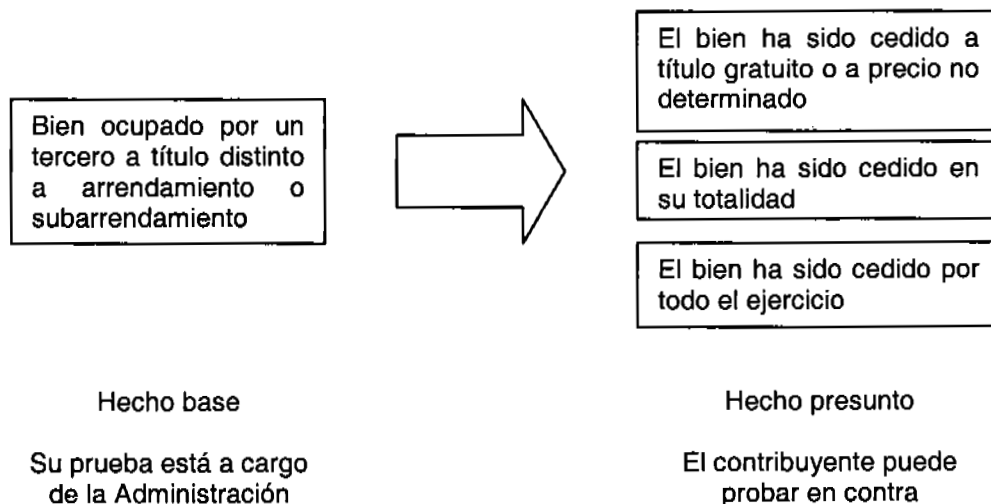 Bien ocupado por un
tercero a título distinto
a arrendamiento o
subarrendamiento
El bien ha sido cedido a
título gratuito o a precio no
determinado
El bien ha sido cedido en
su totalidad
El bien ha sido cedido por
todo el ejercicio
Hecho base
Su prueba está a cargo
de la Administración
Hecho presunto
El contribuyente puede
probar en contra